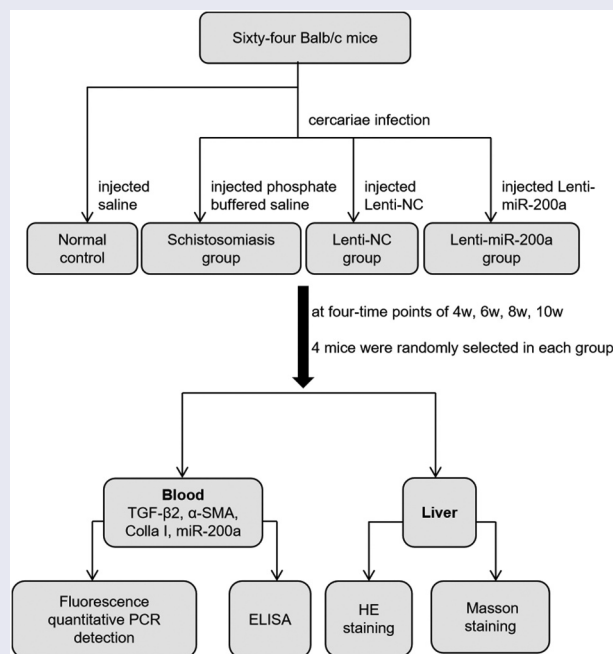 Sixty-four Balb/c mice
cercariae infection
injected
saline
injected phosphate
buffered saline
injected
Lenti-NC
injected Lenti-
miR-200a
Normal
control
Schistosomiasis
group
Lenti-NC
group
Lenti-miR-200a
group
at four-time points of 4w, 6w, 8w, 10w
4 mice were randomly selected in each group
Blood
TGF-β2, α-SMA,
Colla I, miR-200a
Liver
Fluorescence
quantitative PCR
detection
ELISA
HE
staining
Masson
staining